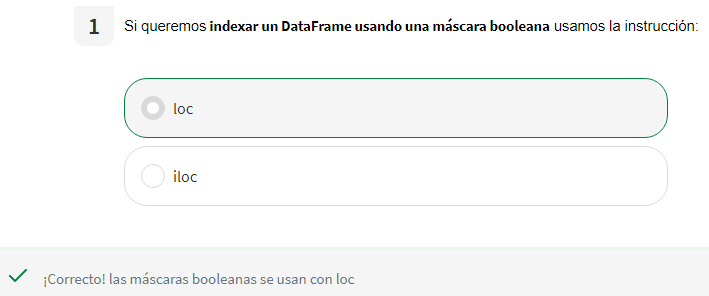 1
Si queremos indexar un DataFrame usando una máscara booleana usamos la instrucción:
loc
iloc
¡Correcto! las máscaras booleanas se usan con loc